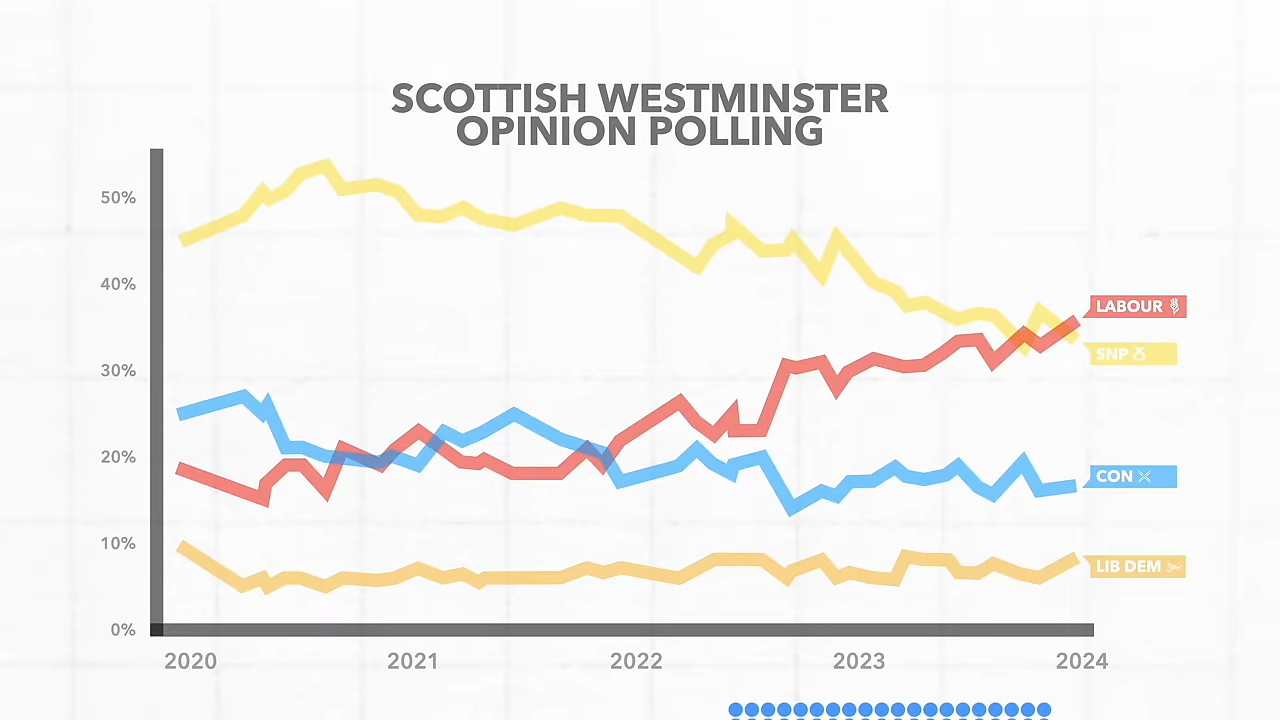 SCOTTISH WESTMINSTER
OPINION POLLING
50%
40%
30%
20%
10%
0%
LABOUR
SNP
CON
LIB DEM
2020 2021 2022 2023 2024